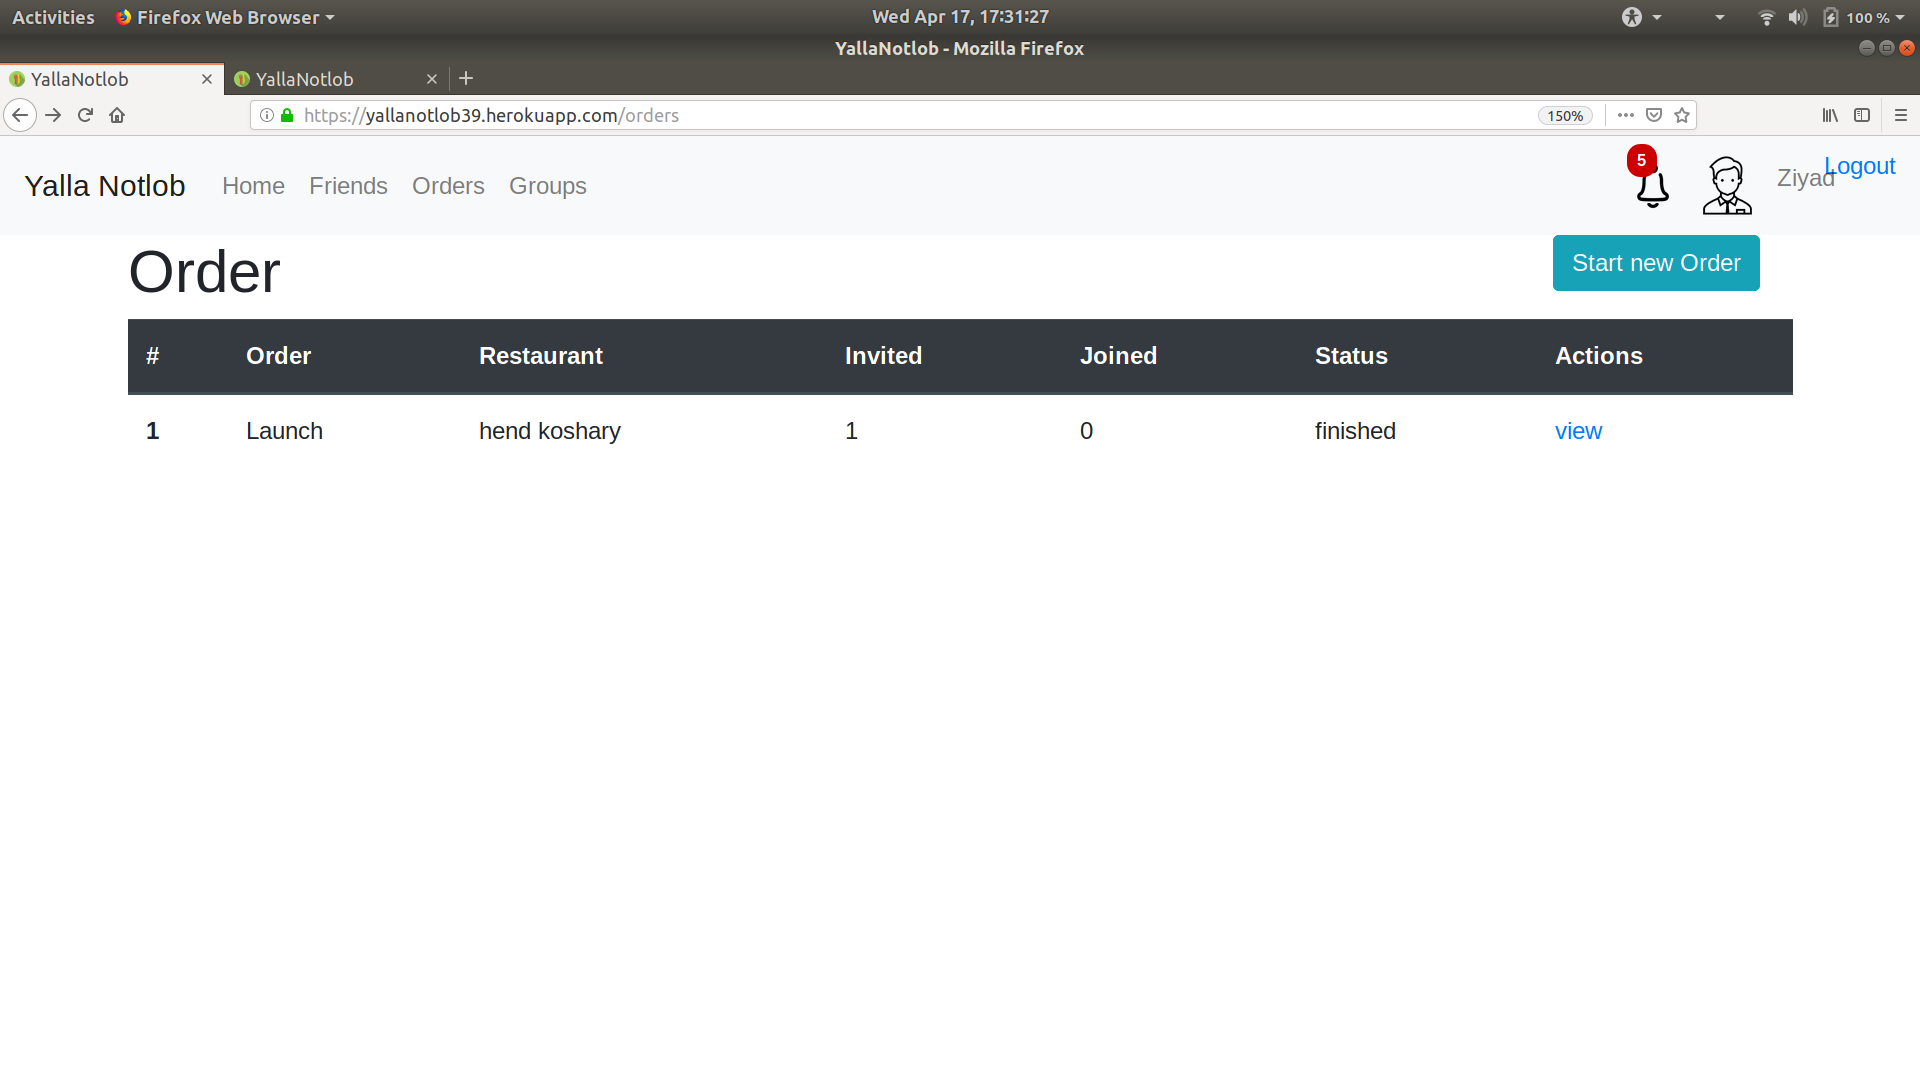 Activities Firefox Web Browser Wed Apr 17, 17:31:27 100 %
YallaNotlob - Mozilla Firefox
YallaNotlob YallaNotlob
https://yallanotlob39.herokuapp.com/orders 150%
Yalla Notlob Home Friends Orders Groups 5 Ziyad Logout
Order Start new Order
# Order Restaurant Invited Joined Status Actions
1 Launch hend koshary 1 0 finished view